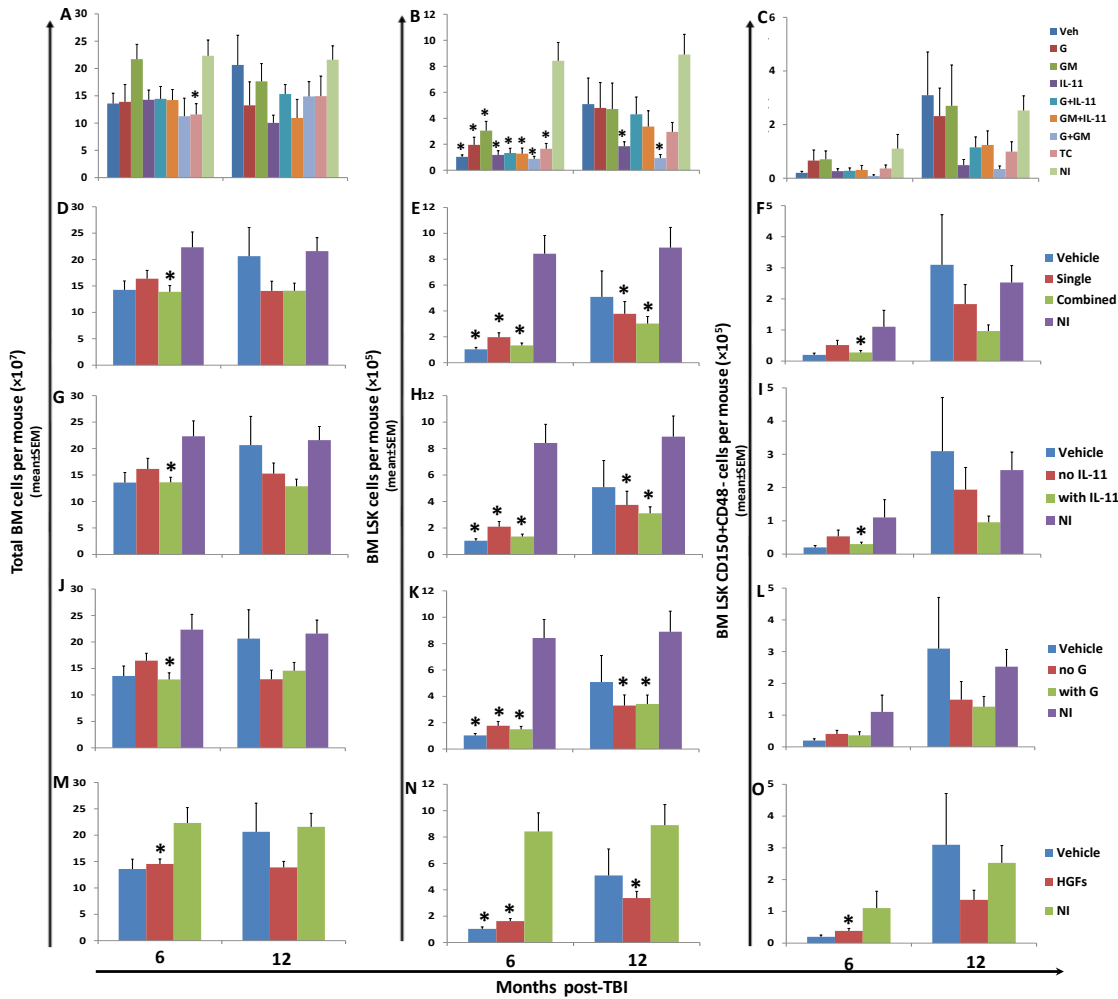 A
30
25
20
15
10
5
0
*
B
12
10
8
6
4
2
0
* * * * * * * *
* *
C
6
4
2
0
Veh
G
GM
IL-11
G+IL-11
GM+IL-11
G+GM
TC
NI
D
30
25
20
15
10
5
0
*
E
12
10
8
6
4
2
0
* * *
* *
F
5
4
3
2
1
0
*
Vehicle
Single
Combined
NI
G
30
25
20
15
10
5
0
*
H
12
10
8
6
4
2
0
* * *
* *
I
5
4
3
2
1
0
*
Vehicle
no IL-11
with IL-11
NI
J
30
25
20
15
10
5
0
*
K
12
10
8
6
4
2
0
* * *
* *
L
5
4
3
2
1
0
Vehicle
no G
with G
NI
M
30
25
20
15
10
5
0
*
N
12
10
8
6
4
2
0
* *
*
O
5
4
3
2
1
0
*
Vehicle
HGFs
NI
Total BM cells per mouse (×10⁷)
(mean±SEM)
BM LSK cells per mouse (×10⁵)
(mean±SEM)
BM LSK CD150+CD48- cells per mouse (×10⁵)
(mean±SEM)
6 12 6 12 6 12
Months post-TBI